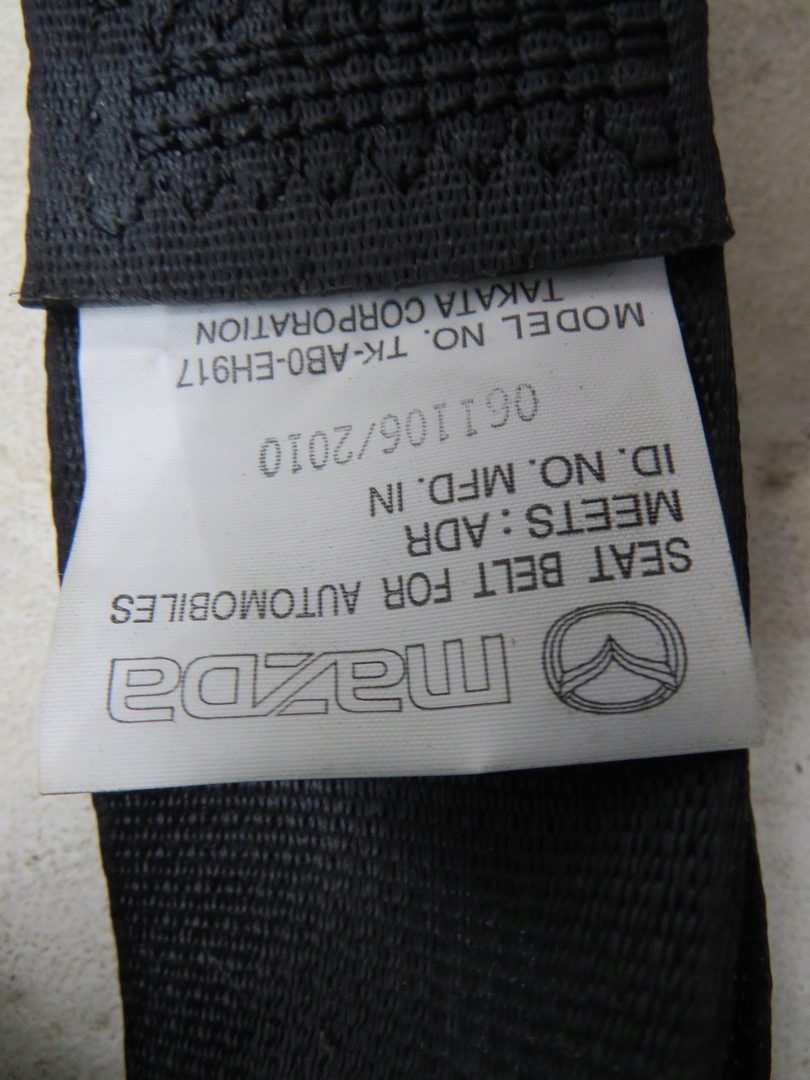 mazda
SEAT BELT FOR AUTOMOBILES
MEETS : ADR
ID. NO. MFD. IN
061106/2010
MODEL NO. TK-AB0-EH917
TAKATA CORPORATION